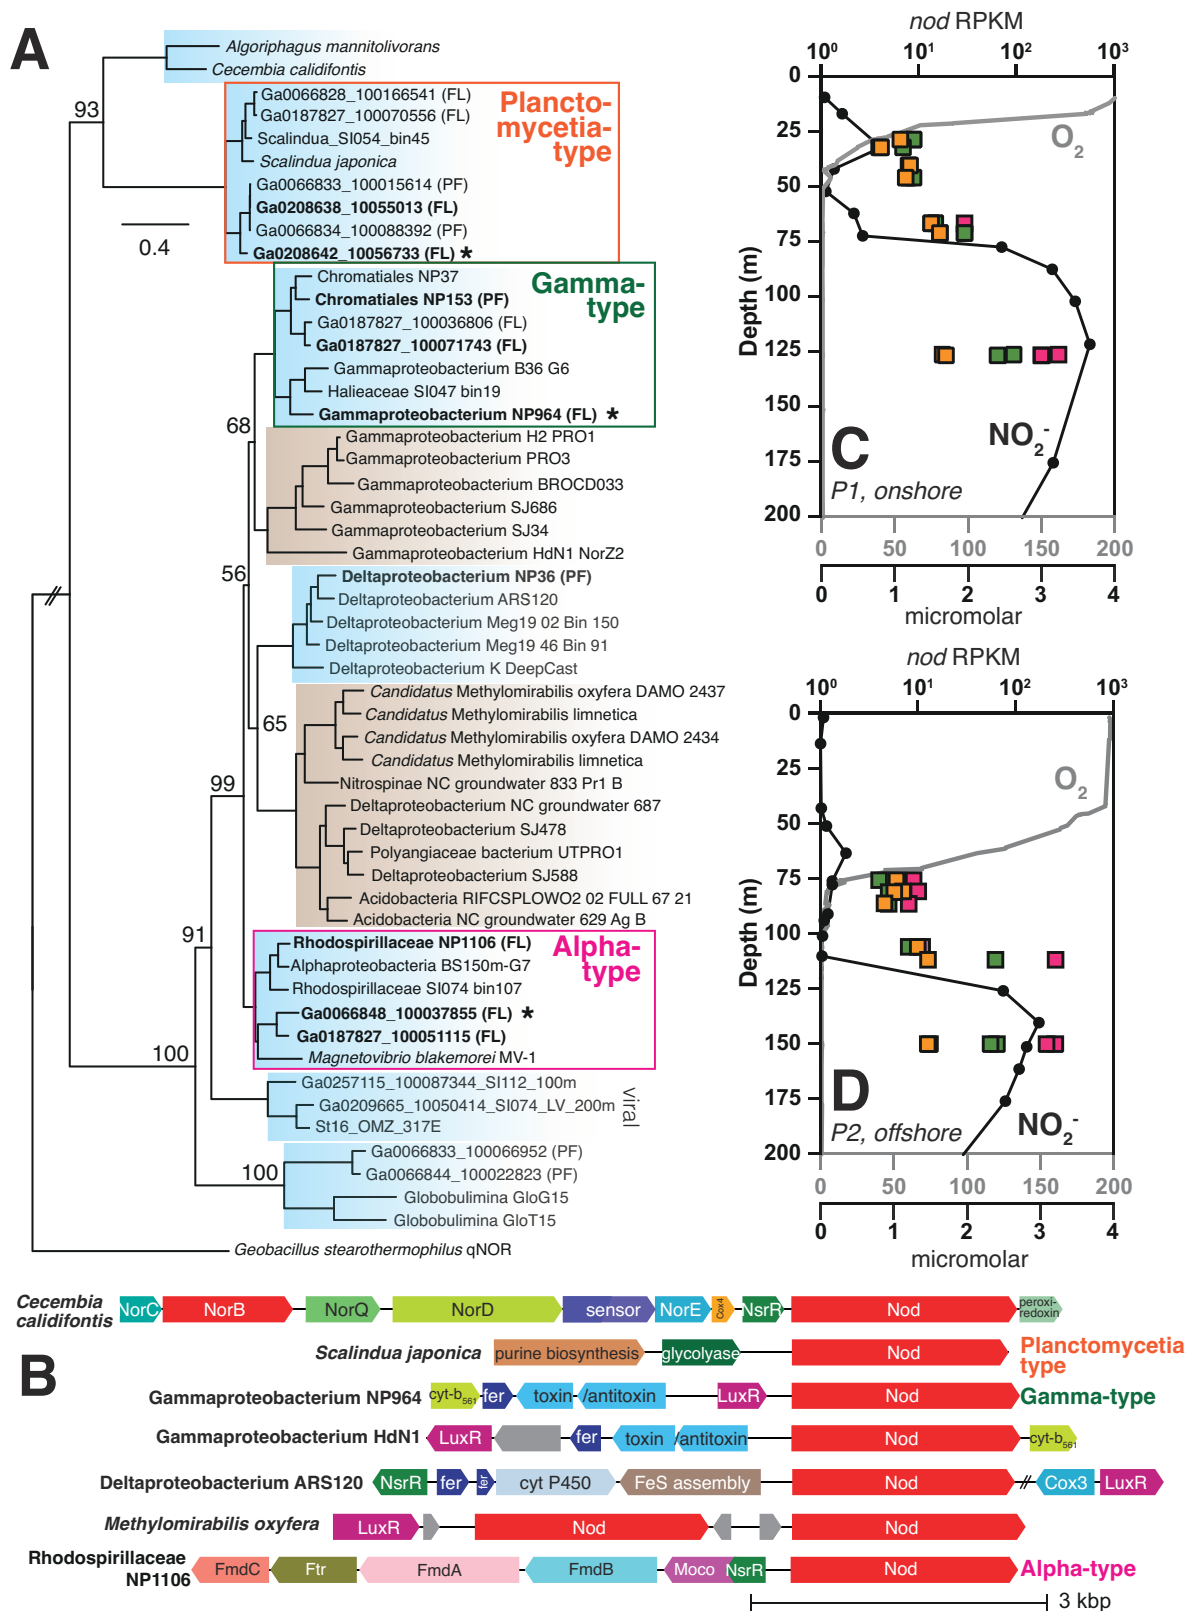 A
Algoriphagus mannitolivorans
Cecembia calidifontis
93
Ga0066828_100166541 (FL)
Ga0187827_100070556 (FL)
Scalindua_SI054_bin45
Scalindua japonica
Ga0066833_100015614 (PF)
Ga0208638_10055013 (FL)
Ga0066834_100088392 (PF)
Ga0208642_10056733 (FL) *
Plancto-
mycetia-
type
0.4
Chromatiales NP37
Chromatiales NP153 (PF)
Ga0187827_100036806 (FL)
Ga0187827_100071743 (FL)
Gammaproteobacterium B36 G6
Halieaceae SI047 bin19
Gammaproteobacterium NP964 (FL) *
Gamma-
type
68
Gammaproteobacterium H2 PRO1
Gammaproteobacterium PRO3
Gammaproteobacterium BROCD033
Gammaproteobacterium SJ686
Gammaproteobacterium SJ34
Gammaproteobacterium HdN1 NorZ2
56
Deltaproteobacterium NP36 (PF)
Deltaproteobacterium ARS120
Deltaproteobacterium Meg19 02 Bin 150
Deltaproteobacterium Meg19 46 Bin 91
Deltaproteobacterium K DeepCast
65
Candidatus Methylomirabilis oxyfera DAMO 2437
Candidatus Methylomirabilis limnetica
Candidatus Methylomirabilis oxyfera DAMO 2434
Candidatus Methylomirabilis limnetica
Nitrospinae NC groundwater 833 Pr1 B
Deltaproteobacterium NC groundwater 687
Deltaproteobacterium SJ478
Polyangiaceae bacterium UTPRO1
Deltaproteobacterium SJ588
Acidobacteria RIFCSPLOWO2 02 FULL 67 21
Acidobacteria NC groundwater 629 Ag B
99
91
Rhodospirillaceae NP1106 (FL)
Alphaproteobacteria BS150m-G7
Rhodospirillaceae SI074 bin107
Ga0066848_100037855 (FL) *
Ga0187827_100051115 (FL)
Magnetovibrio blakemorei MV-1
Alpha-
type
100
Ga0257115_100087344_SI112_100m
Ga0209665_10050414_SI074_LV_200m
St16_OMZ_317E
viral
100
Ga0066833_100066952 (PF)
Ga0066844_100022823 (PF)
Globobulimina GloG15
Globobulimina GloT15
Geobacillus stearothermophilus qNOR
nod RPKM
10⁰ 10¹ 10² 10³
0
25
50
75
100
125
150
175
200
Depth (m)
O₂
NO₂⁻
C
P1, onshore
0 50 100 150 200
0 1 2 3 4
micromolar
nod RPKM
10⁰ 10¹ 10² 10³
0
25
50
75
100
125
150
175
200
Depth (m)
O₂
NO₂⁻
D
P2, offshore
0 50 100 150 200
0 1 2 3 4
micromolar
B
Cecembia
calidifontis
NorC NorB NorQ NorD sensor NorE Cox4 NsrR Nod peroxi-
redoxin
Scalindua japonica purine biosynthesis glycolyase Nod Planctomycetia
type
Gammaproteobacterium NP964 cyt-b₅₆₁ fer toxin /antitoxin LuxR Nod Gamma-type
Gammaproteobacterium HdN1 LuxR fer toxin /antitoxin Nod cyt-b₅₆₁
Deltaproteobacterium ARS120 NsrR fer fer cyt P450 FeS assembly Nod Cox3 LuxR
Methylomirabilis oxyfera LuxR Nod Nod
Rhodospirillaceae
NP1106
FmdC Ftr FmdA FmdB Moco NsrR Nod Alpha-type
3 kbp